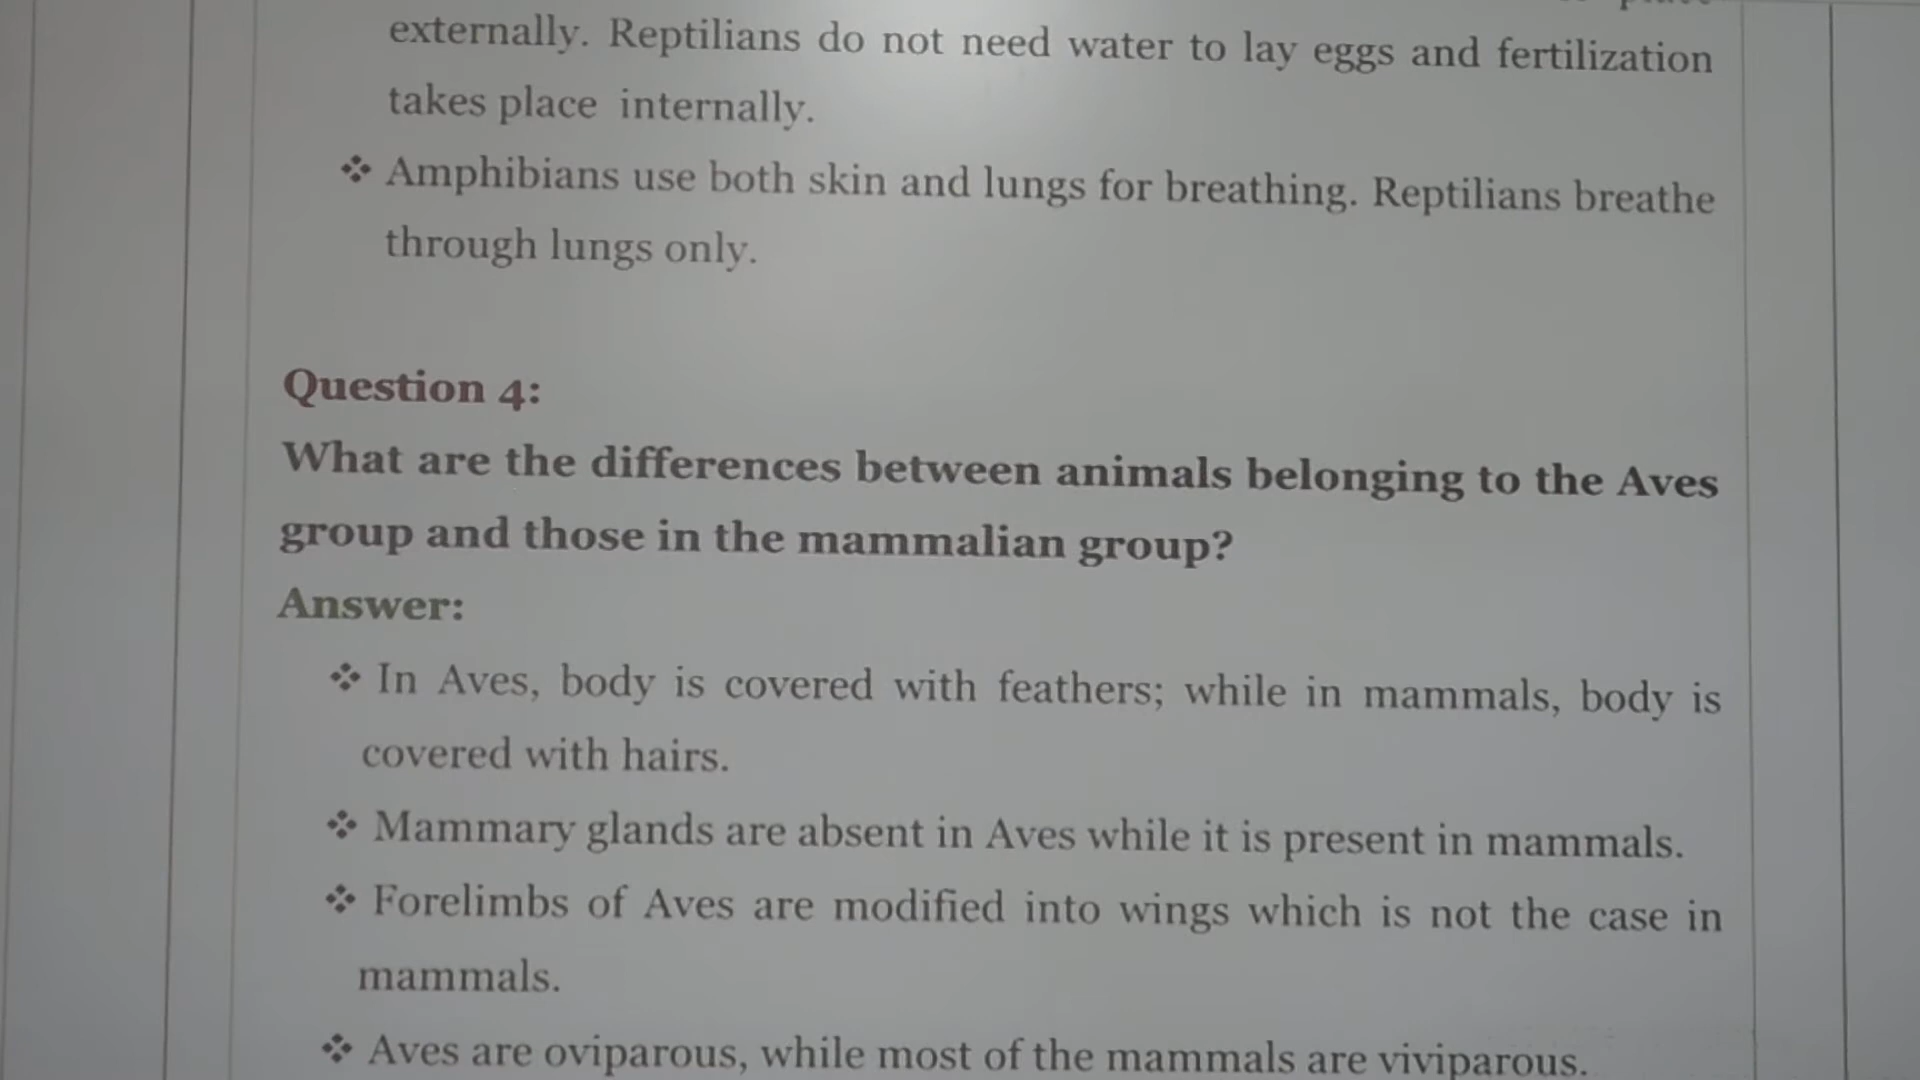 externally. Reptilians do not need water to lay eggs and fertilization
takes place internally.
❖ Amphibians use both skin and lungs for breathing. Reptilians breathe
through lungs only.
Question 4:
What are the differences between animals belonging to the Aves
group and those in the mammalian group?
Answer:
❖ In Aves, body is covered with feathers; while in mammals, body is
covered with hairs.
❖ Mammary glands are absent in Aves while it is present in mammals.
❖ Forelimbs of Aves are modified into wings which is not the case in
mammals.
❖ Aves are oviparous, while most of the mammals are viviparous.